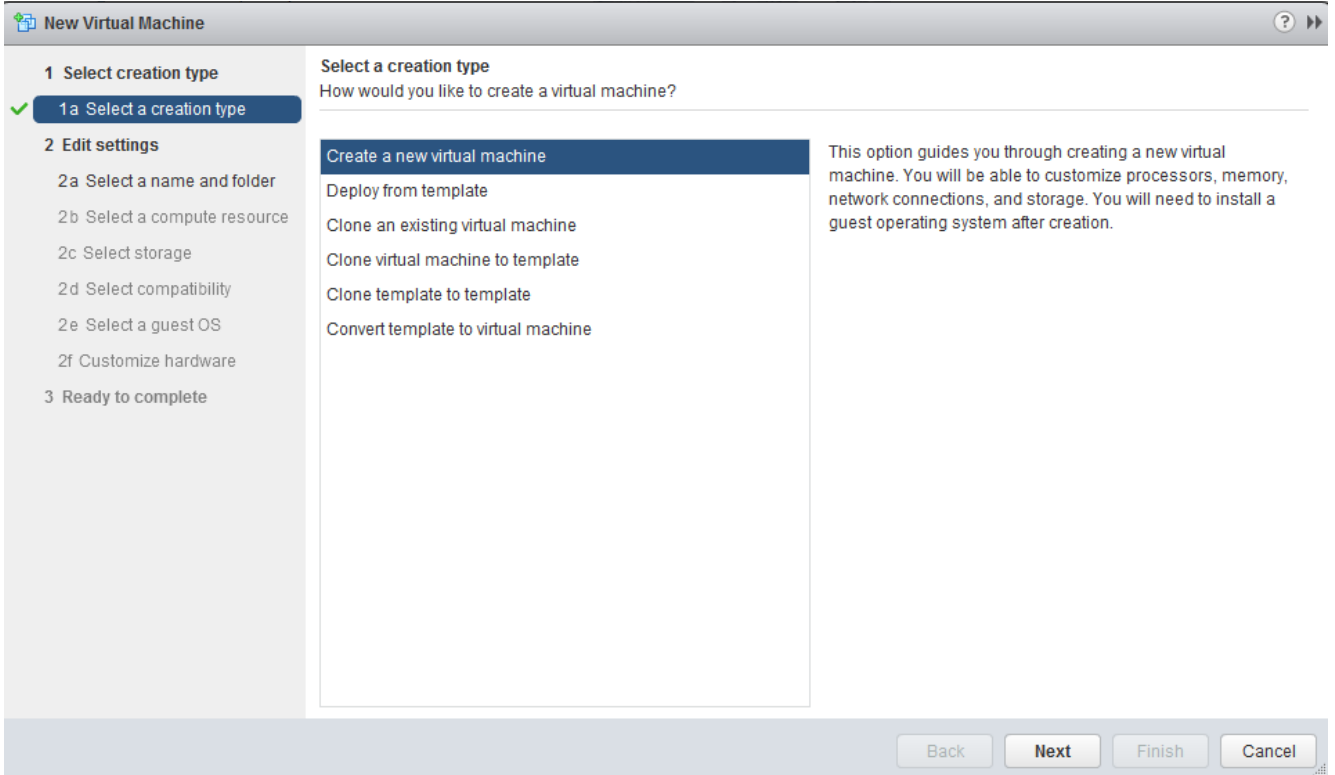 New Virtual Machine
1 Select creation type
1a Select a creation type
2 Edit settings
2a Select a name and folder
2b Select a compute resource
2c Select storage
2d Select compatibility
2e Select a guest OS
2f Customize hardware
3 Ready to complete
Select a creation type
How would you like to create a virtual machine?
Create a new virtual machine
Deploy from template
Clone an existing virtual machine
Clone virtual machine to template
Clone template to template
Convert template to virtual machine
This option guides you through creating a new virtual
machine. You will be able to customize processors, memory,
network connections, and storage. You will need to install a
guest operating system after creation.
Back Next Finish Cancel